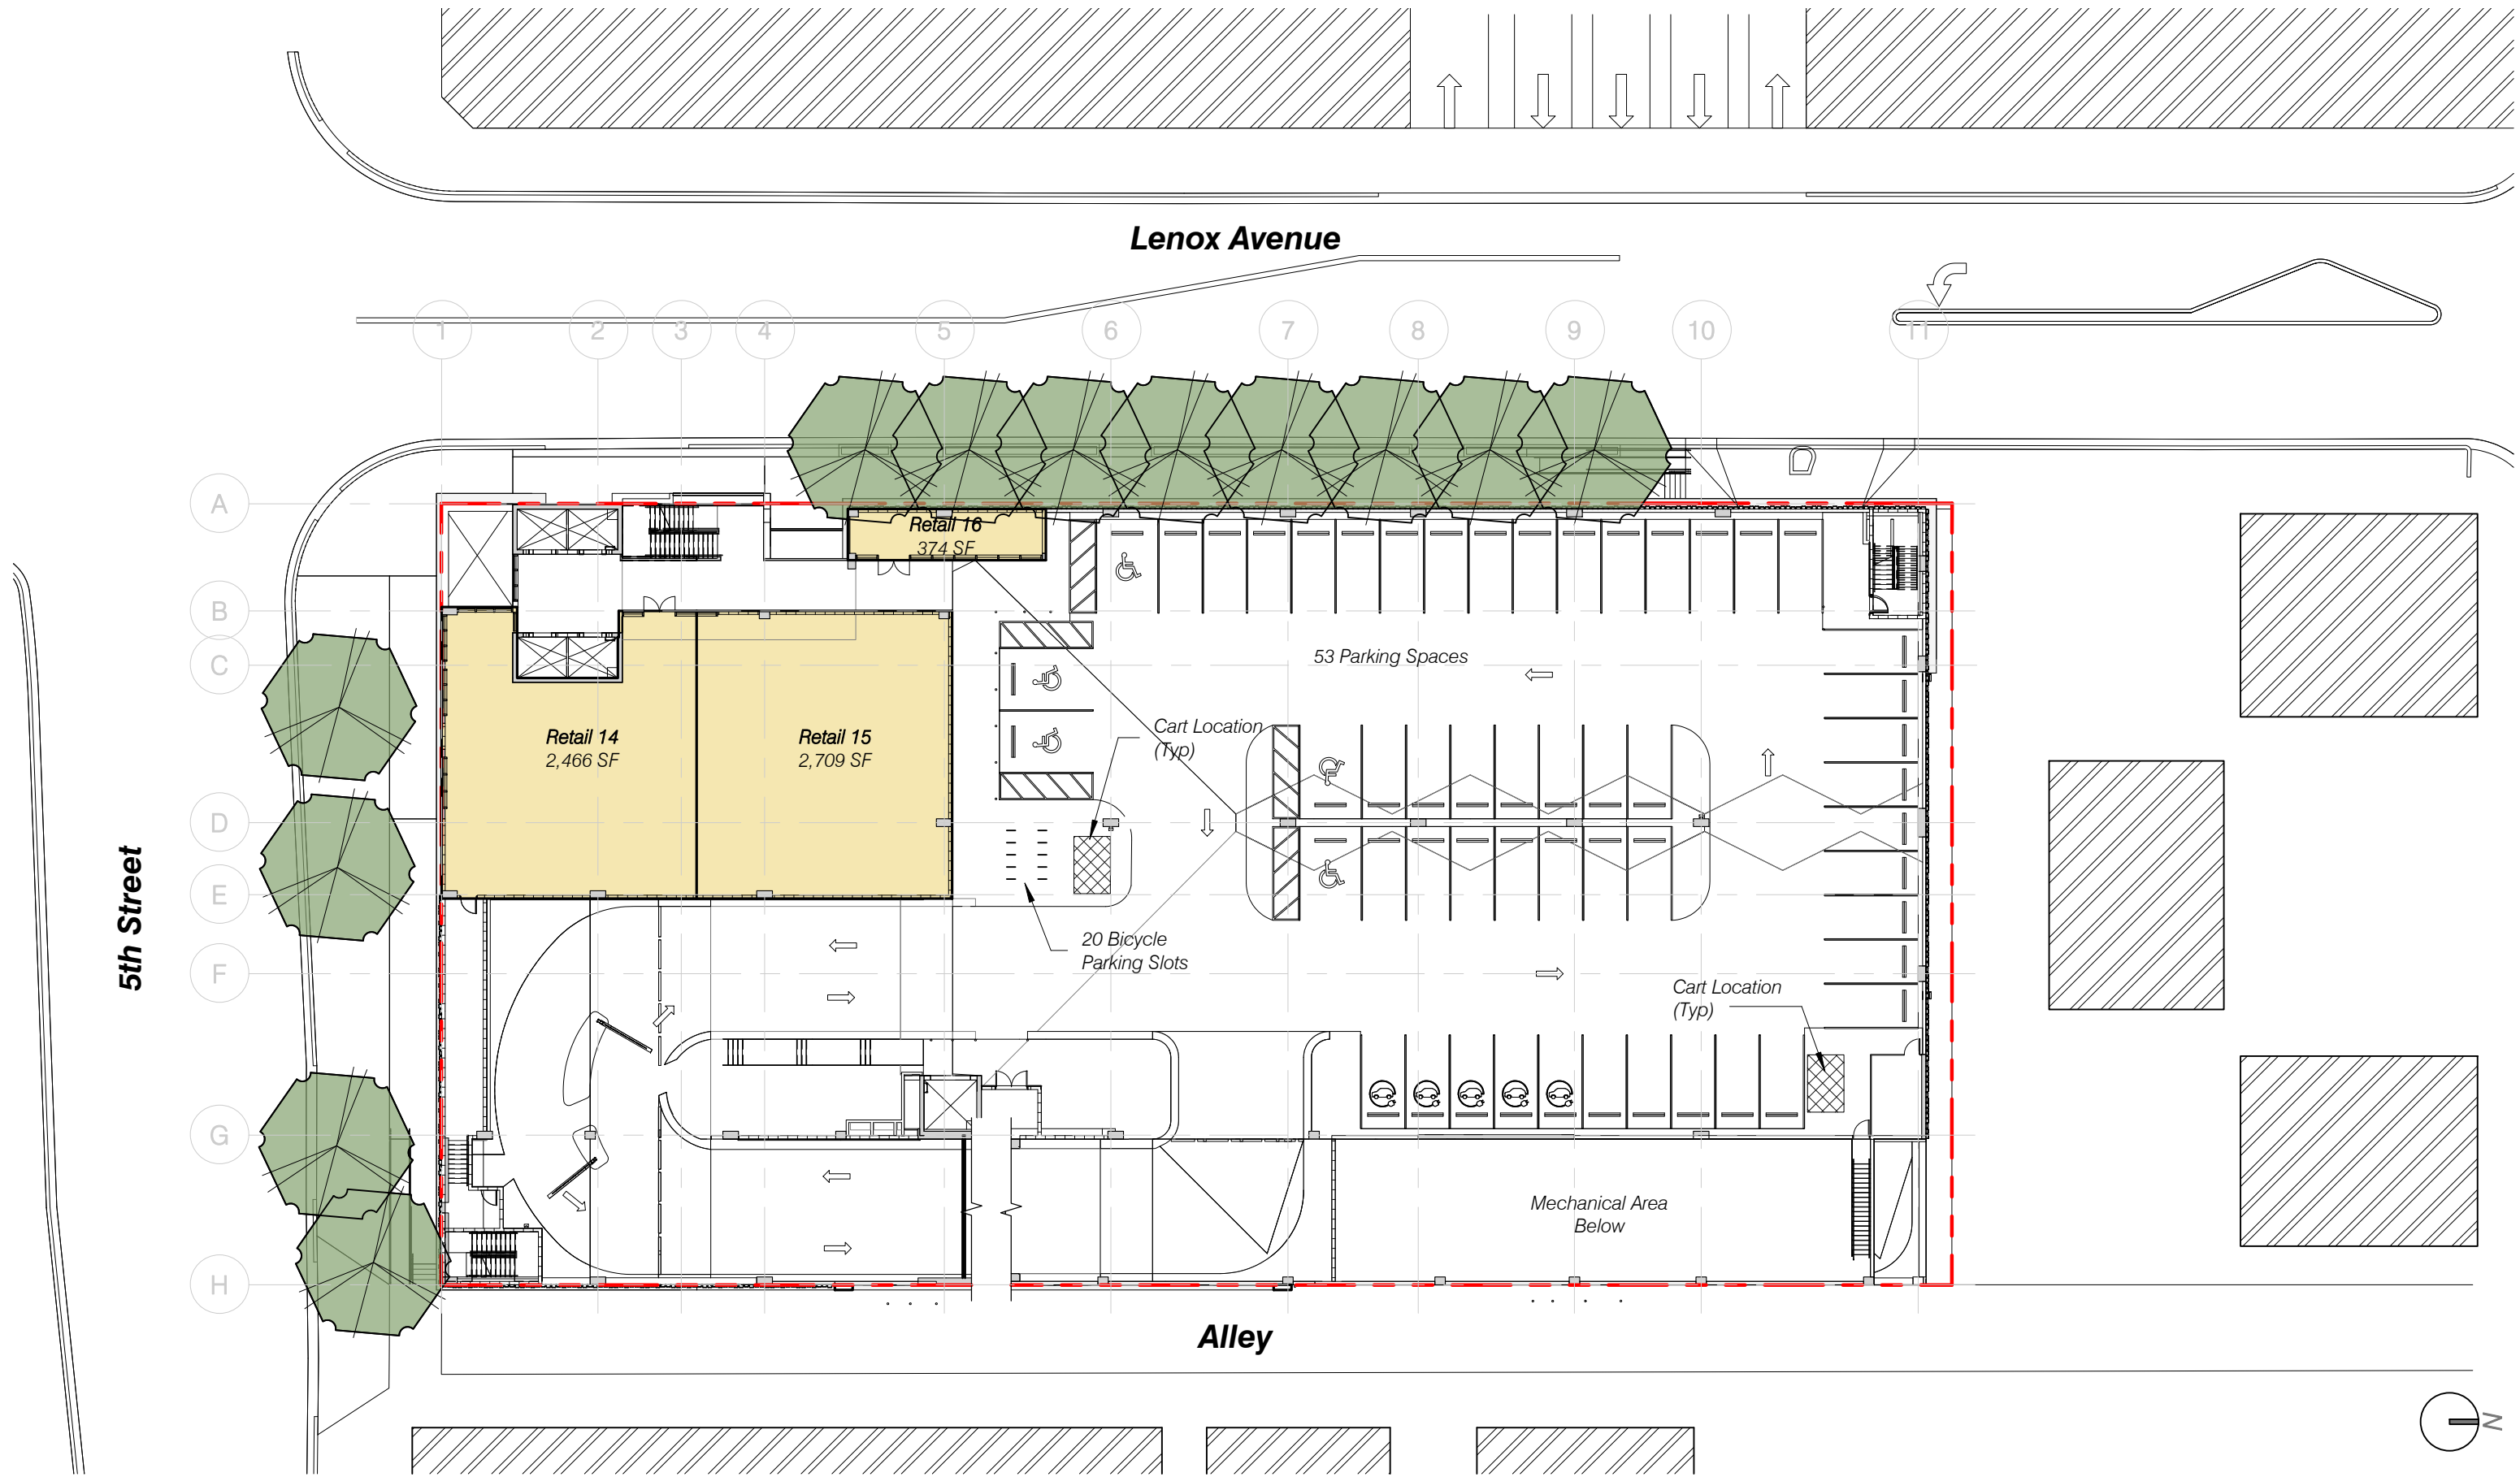 Lenox Avenue
1
2
3
4
5
6
7
8
9
10
11
A
B
C
D
E
F
G
H
Retail 16
374 SF
53 Parking Spaces
Cart Location
(Typ)
Retail 14
2,466 SF
Retail 15
2,709 SF
5th Street
20 Bicycle
Parking Slots
Cart Location
(Typ)
Mechanical Area
Below
Alley
N